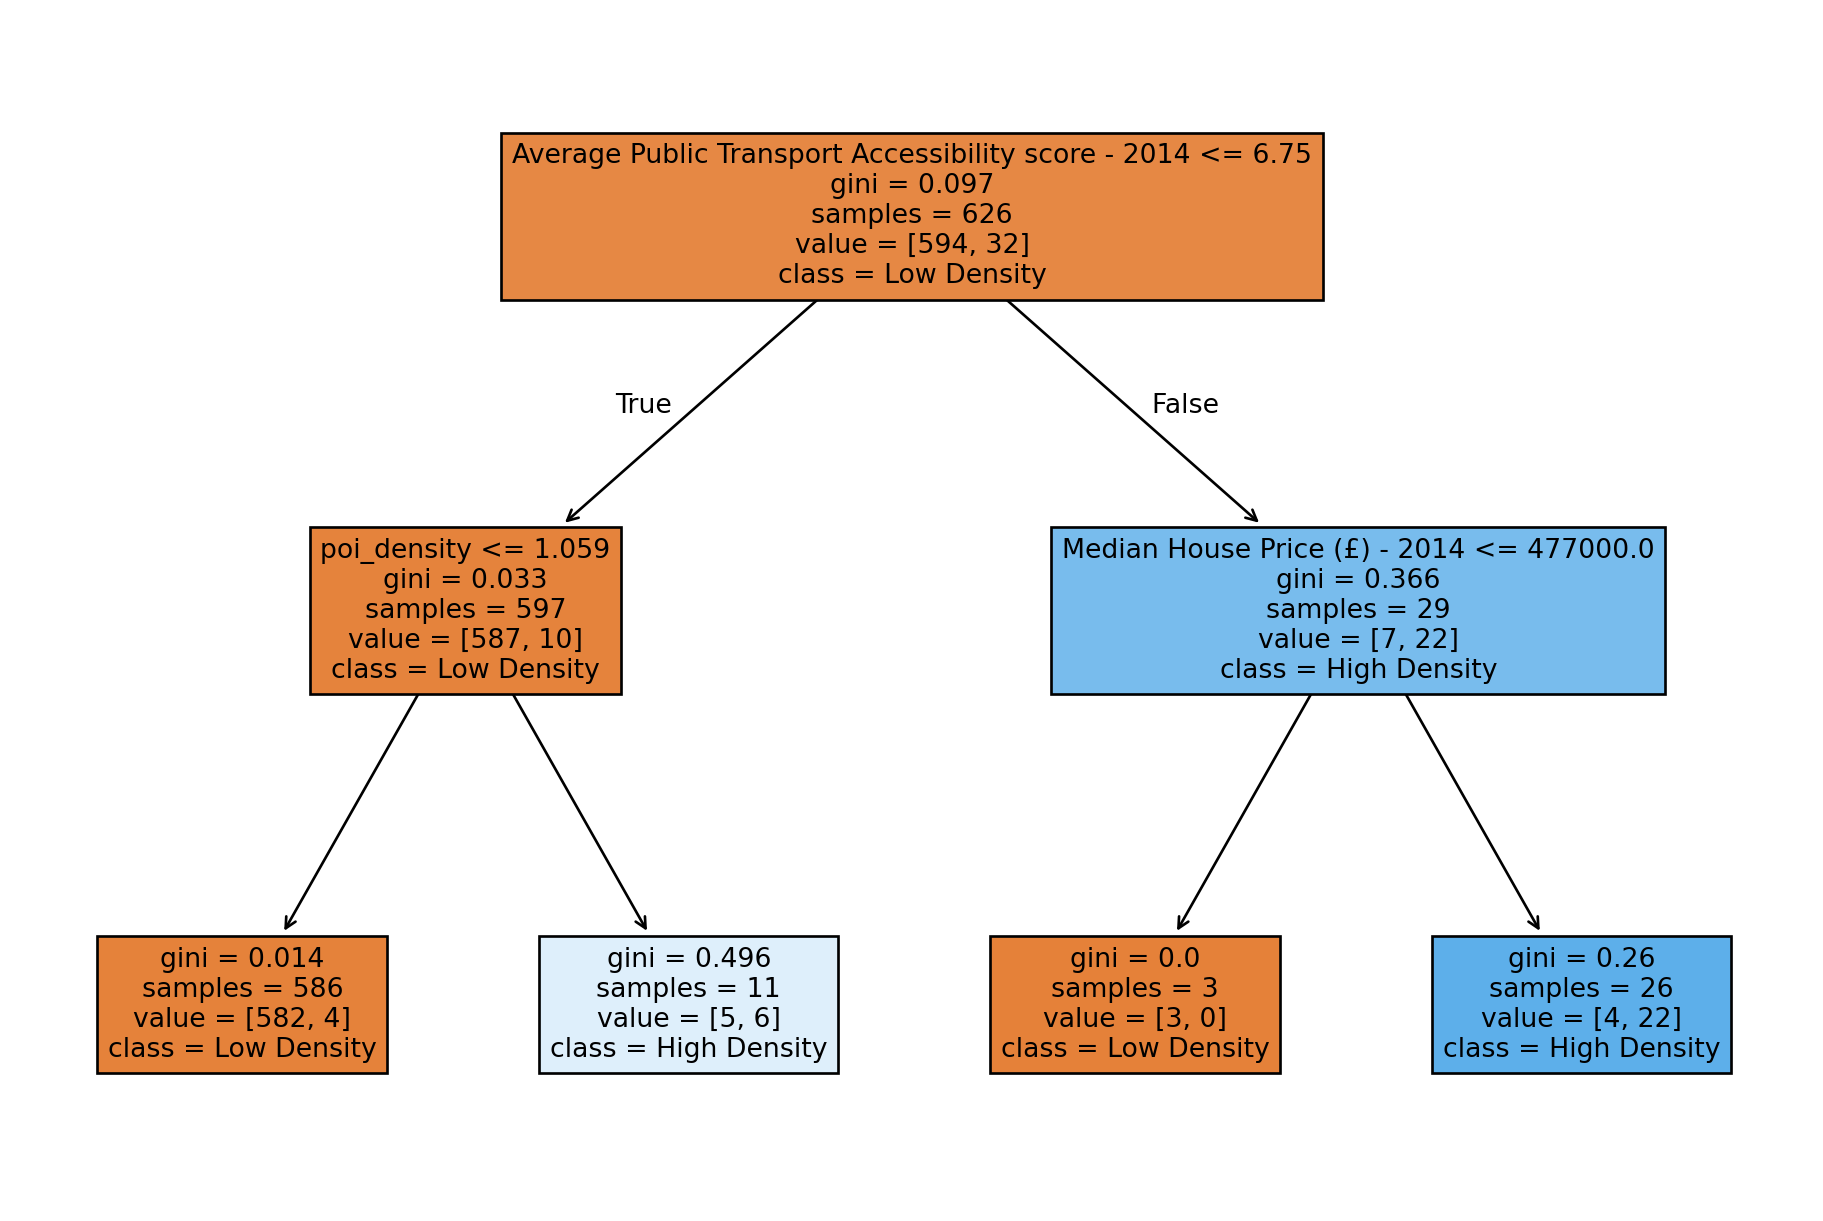 Average Public Transport Accessibility score - 2014 <= 6.75
gini = 0.097
samples = 626
value = [594, 32]
class = Low Density
True
False
poi_density <= 1.059
gini = 0.033
samples = 597
value = [587, 10]
class = Low Density
Median House Price (£) - 2014 <= 477000.0
gini = 0.366
samples = 29
value = [7, 22]
class = High Density
gini = 0.014
samples = 586
value = [582, 4]
class = Low Density
gini = 0.496
samples = 11
value = [5, 6]
class = High Density
gini = 0.0
samples = 3
value = [3, 0]
class = Low Density
gini = 0.26
samples = 26
value = [4, 22]
class = High Density